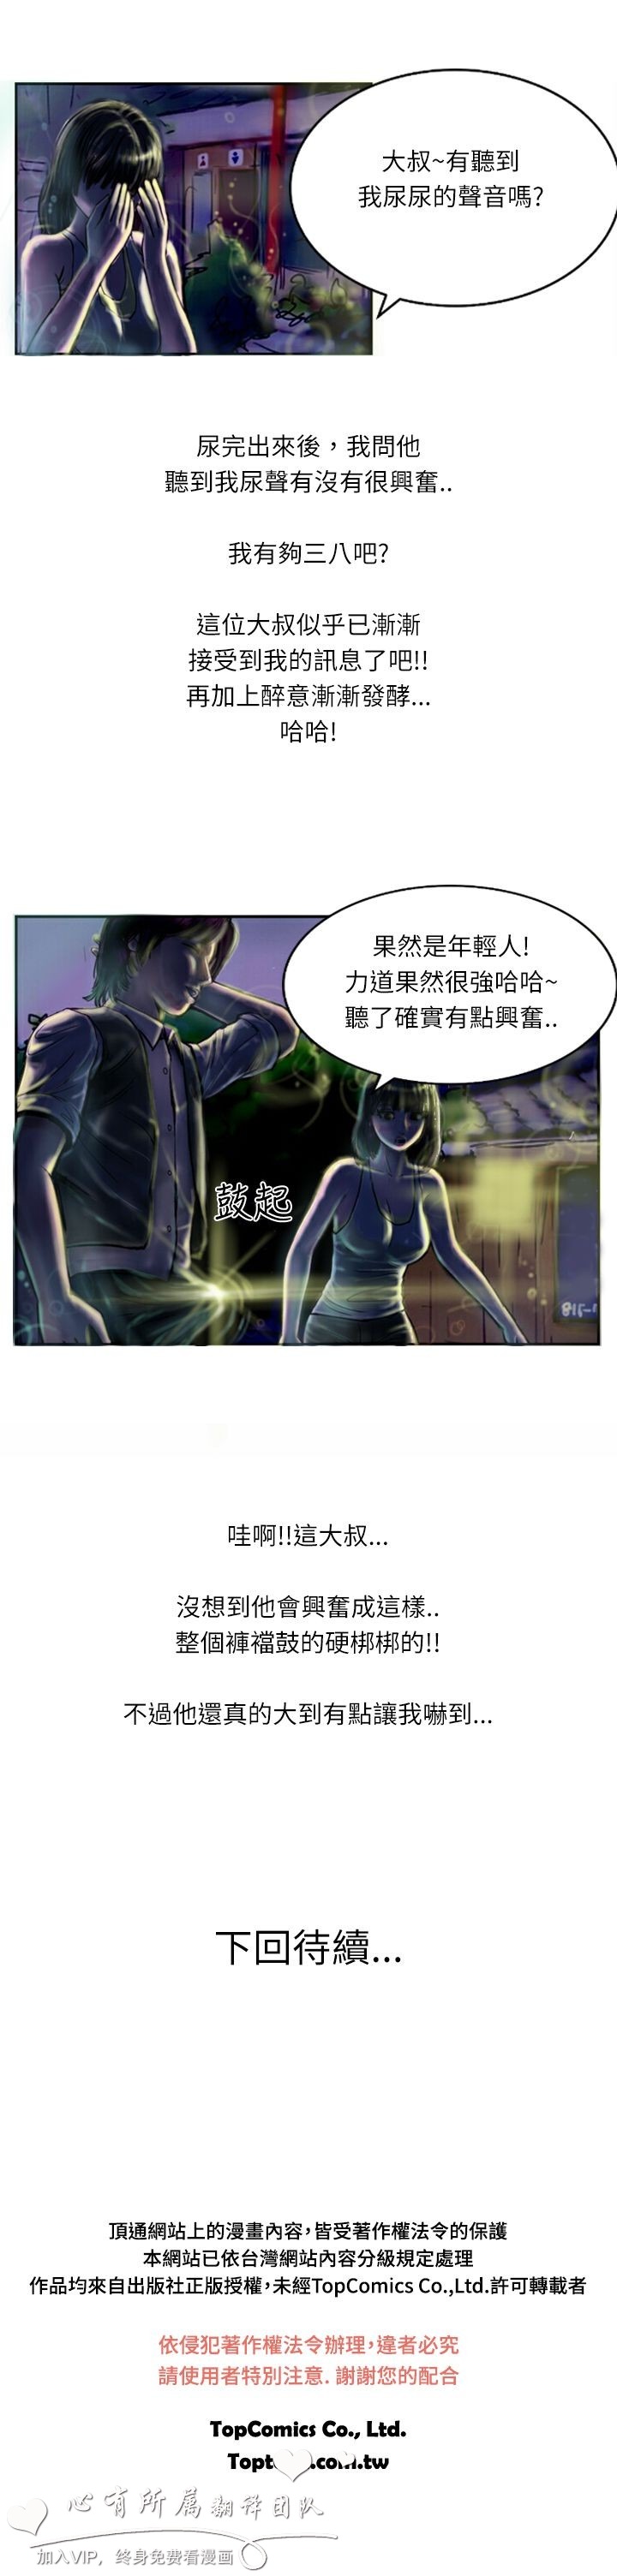 大叔~有聽到
我尿尿的聲音嗎?
尿完出來後，我問他
聽到我尿聲有沒有很興奮..
我有夠三八吧?
這位大叔似乎已漸漸
接受到我的訊息了吧!!
再加上醉意漸漸發酵...
哈哈!
果然是年輕人!
力道果然很強哈哈~
聽了確實有點興奮..
鼓起
815-1
哇啊!!這大叔...
沒想到他會興奮成這樣..
整個褲襠鼓的硬梆梆的!!
不過他還真的大到有點讓我嚇到...
下回待續...
頂通網站上的漫畫內容，皆受著作權法令的保護
本網站已依台灣網站內容分級規定處理
作品均來自出版社正版授權，未經TopComics Co.,Ltd.許可轉載者
依侵犯著作權法令辦理，違者必究
請使用者特別注意. 謝謝您的配合
TopComics Co., Ltd.
心有所属翻译团队
加入VIP，终身免费看漫画